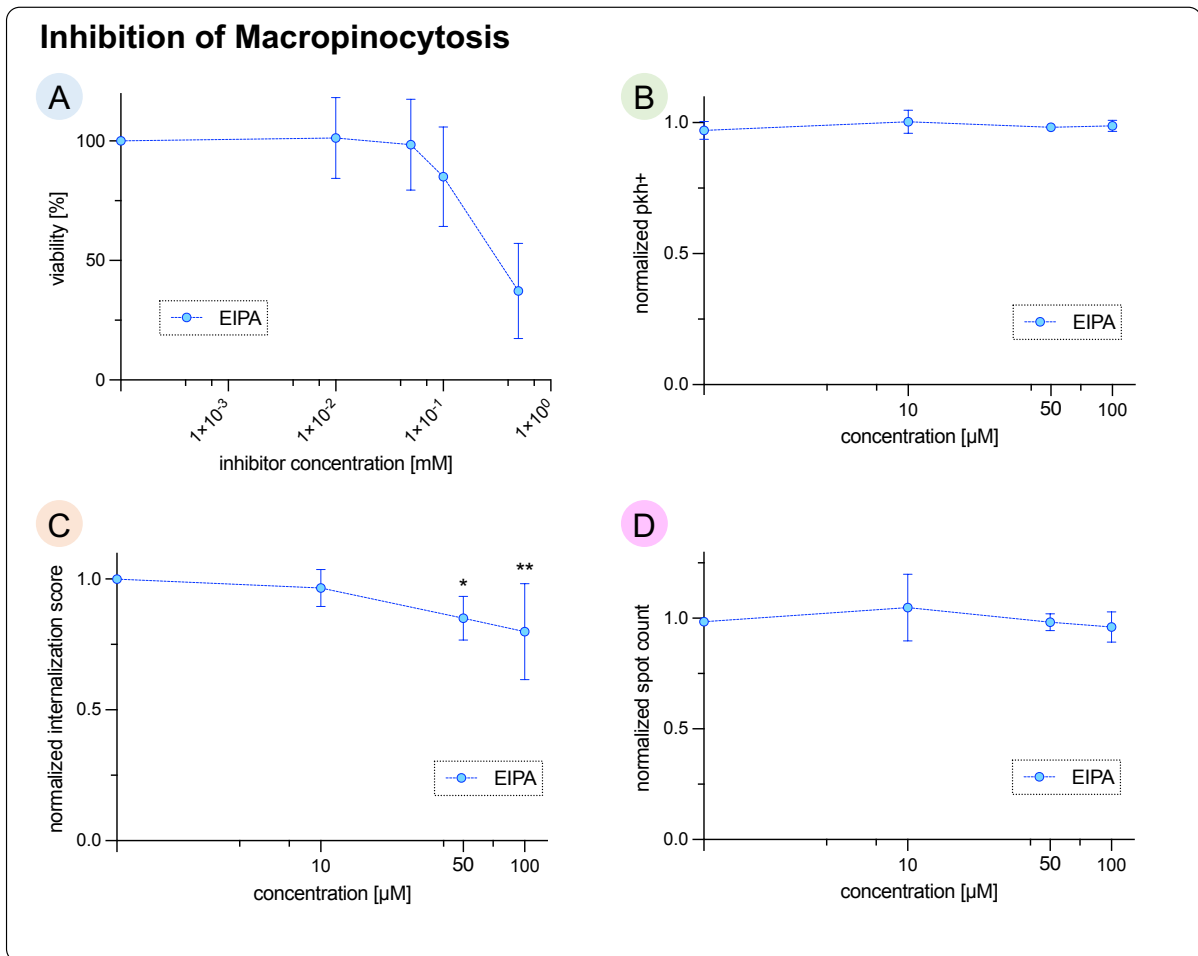 Inhibition of Macropinocytosis
A
viability [%]
100
50
0
EIPA
1×10⁻³
1×10⁻²
1×10⁻¹
1×10⁰
inhibitor concentration [mM]
B
normalized pkh+
1.0
0.5
0.0
EIPA
10
50
100
concentration [µM]
C
normalized internalization score
1.0
0.5
0.0
*
**
EIPA
10
50
100
concentration [µM]
D
normalized spot count
1.0
0.5
0.0
EIPA
10
50
100
concentration [µM]